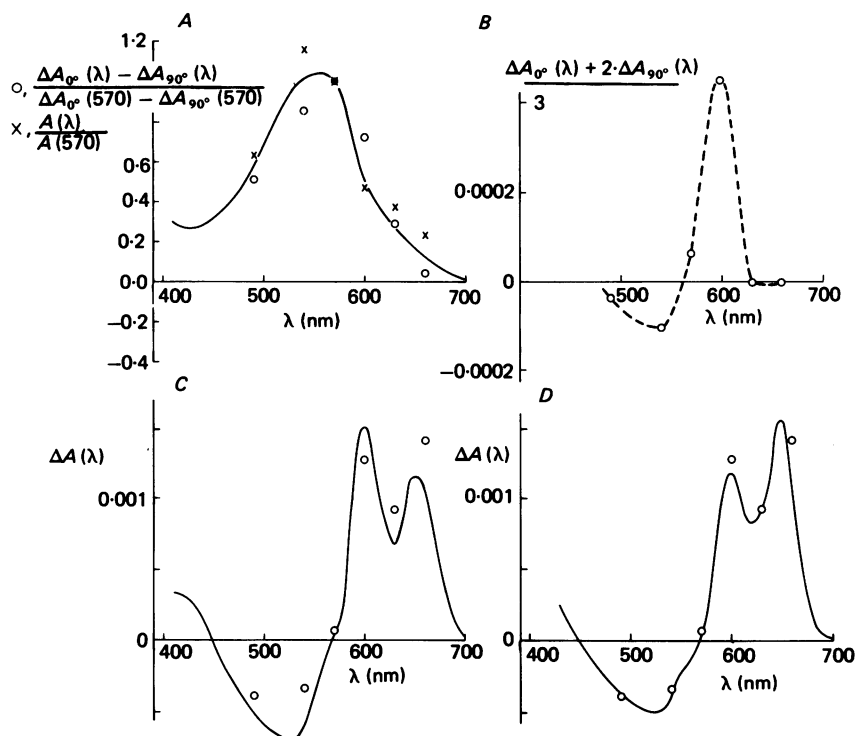 A
1·2
○, ΔA₀° (λ) − ΔA₉₀° (λ)
ΔA₀° (570) − ΔA₉₀° (570)
×, A (λ)
A (570)
0·6
0·4
0·2
0·0
−0·2
−0·4
400 500 600 700
λ (nm)
B
ΔA₀° (λ) + 2·ΔA₉₀° (λ)
3
0·0002
0
−0·0002
500 600 700
λ (nm)
C
ΔA (λ)
0·001
0
400 500 600 700
λ (nm)
D
ΔA (λ)
0·001
0
400 500 600 700
λ (nm)